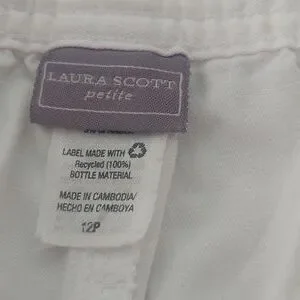 LAURA SCOTT
petite
LABEL MADE WITH
Recycled (100%)
BOTTLE MATERIAL
MADE IN CAMBODIA/
HECHO EN CAMBOYA
12P